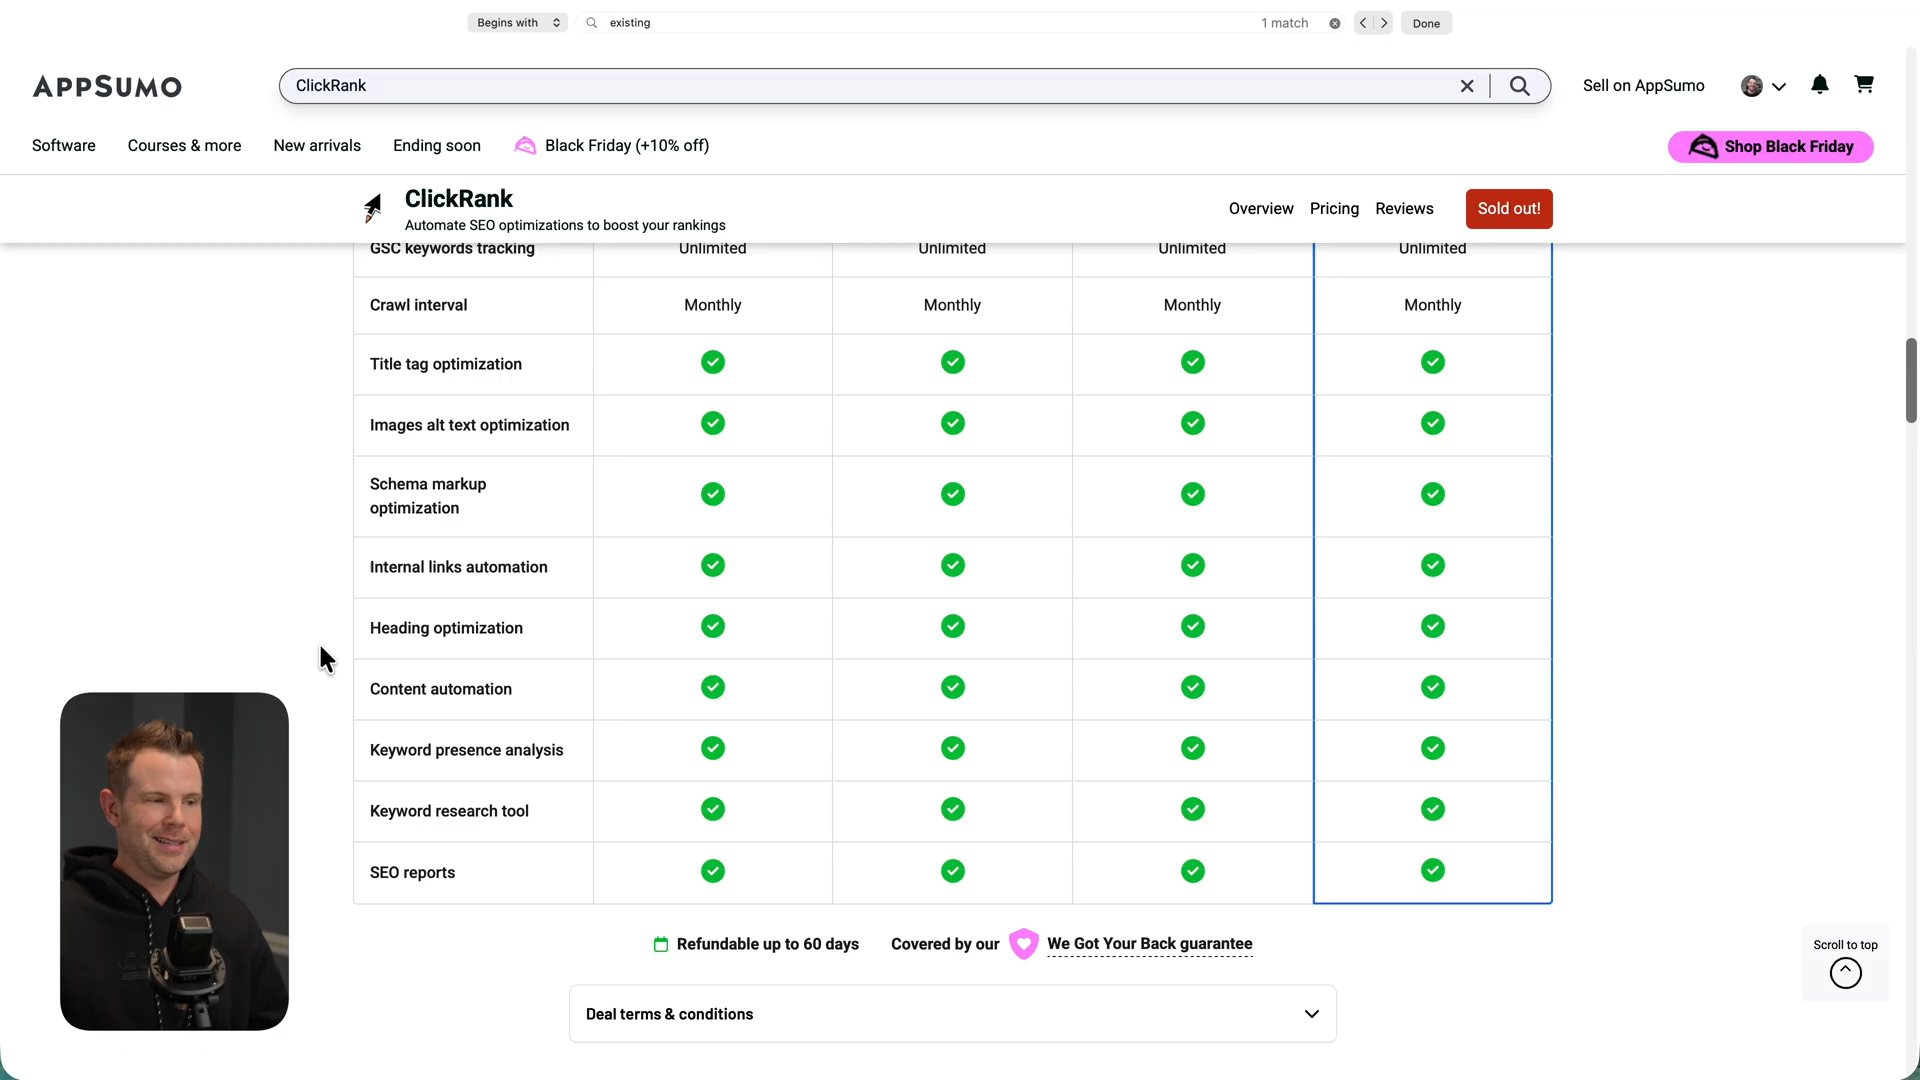 Begins with
existing
1 match
Done
APPSUMO
ClickRank
Sell on AppSumo
Software
Courses & more
New arrivals
Ending soon
Black Friday (+10% off)
Shop Black Friday
ClickRank
Automate SEO optimizations to boost your rankings
Overview
Pricing
Reviews
Sold out!
GSC keywords tracking Unlimited Unlimited Unlimited Unlimited
Crawl interval Monthly Monthly Monthly Monthly
Title tag optimization
Images alt text optimization
Schema markup
optimization
Internal links automation
Heading optimization
Content automation
Keyword presence analysis
Keyword research tool
SEO reports
Refundable up to 60 days Covered by our We Got Your Back guarantee
Scroll to top
Deal terms & conditions